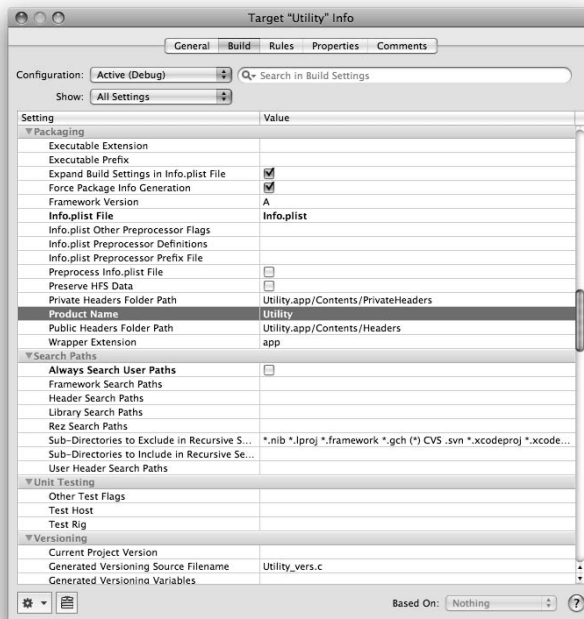 Target “Utility” Info
General Build Rules Properties Comments
Configuration: Active (Debug) Search in Build Settings
Show: All Settings
Setting Value
Packaging
Executable Extension
Executable Prefix
Expand Build Settings in Info.plist File
Force Package Info Generation
Framework Version A
Info.plist File Info.plist
Info.plist Other Preprocessor Flags
Info.plist Preprocessor Definitions
Info.plist Preprocessor Prefix File
Preprocess Info.plist File
Preserve HFS Data
Private Headers Folder Path Utility.app/Contents/PrivateHeaders
Product Name Utility
Public Headers Folder Path Utility.app/Contents/Headers
Wrapper Extension app
Search Paths
Always Search User Paths
Framework Search Paths
Header Search Paths
Library Search Paths
Rez Search Paths
Sub-Directories to Exclude in Recursive S... *.nib *.lproj *.framework *.gch (*) CVS .svn *.xcodeproj *.xcode...
Sub-Directories to Include in Recursive Se...
User Header Search Paths
Unit Testing
Other Test Flags
Test Host
Test Rig
Versioning
Current Project Version
Generated Versioning Source Filename Utility_vers.c
Generated Versioning Variables
Based On: Nothing ?